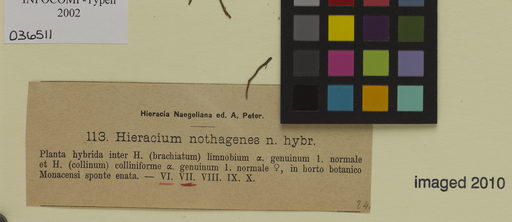 INFOCOMP-Typen
2002
036511
Hieracia Naegeliana ed. A. Peter.
113. Hieracium nothagenes n. hybr.
Planta hybrida inter H. (brachiatum) limnobium α. genuinum 1. normale
et H. (collinum) colliniforme α. genuinum 1. normale ♀, in horto botanico
Monacensi sponte enata. — VI. VII. VIII. IX. X.
imaged 2010